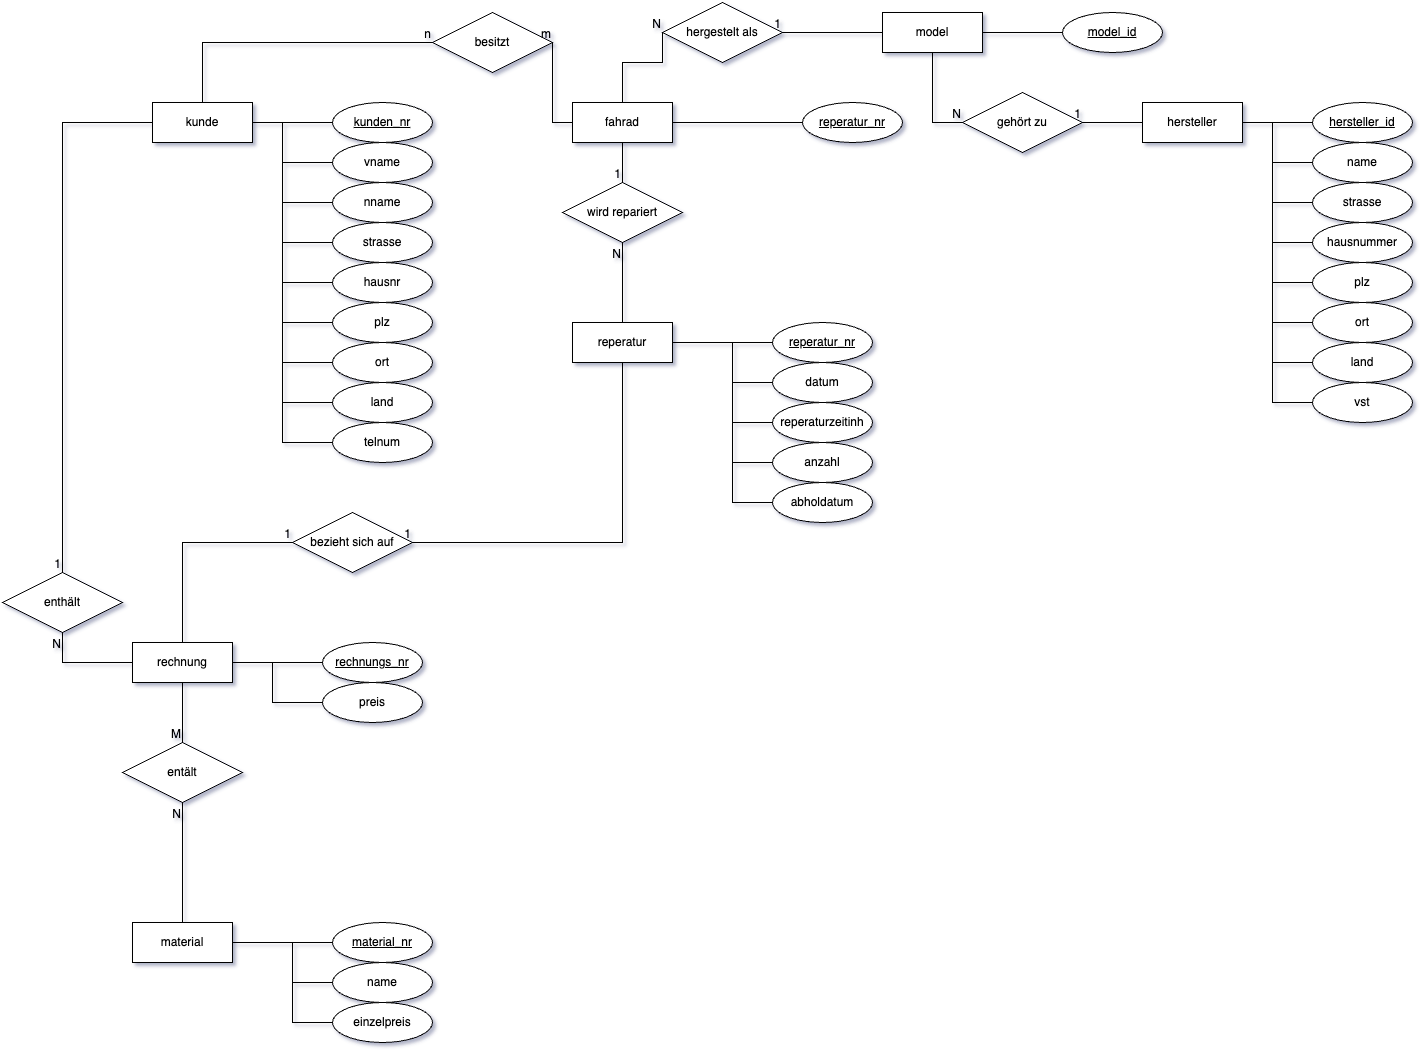 N
hergestelt als
1
model
model_id
n
besitzt
m
kunde
kunden_nr
vname
nname
strasse
hausnr
plz
ort
land
telnum
fahrad
reperatur_nr
N
gehört zu
1
hersteller
hersteller_id
name
strasse
hausnummer
plz
ort
land
vst
1
wird repariert
N
reperatur
reperatur_nr
datum
reperaturzeitinh
anzahl
abholdatum
1
bezieht sich auf
1
1
enthält
N
rechnung
rechnungs_nr
preis
M
entält
N
material
material_nr
name
einzelpreis